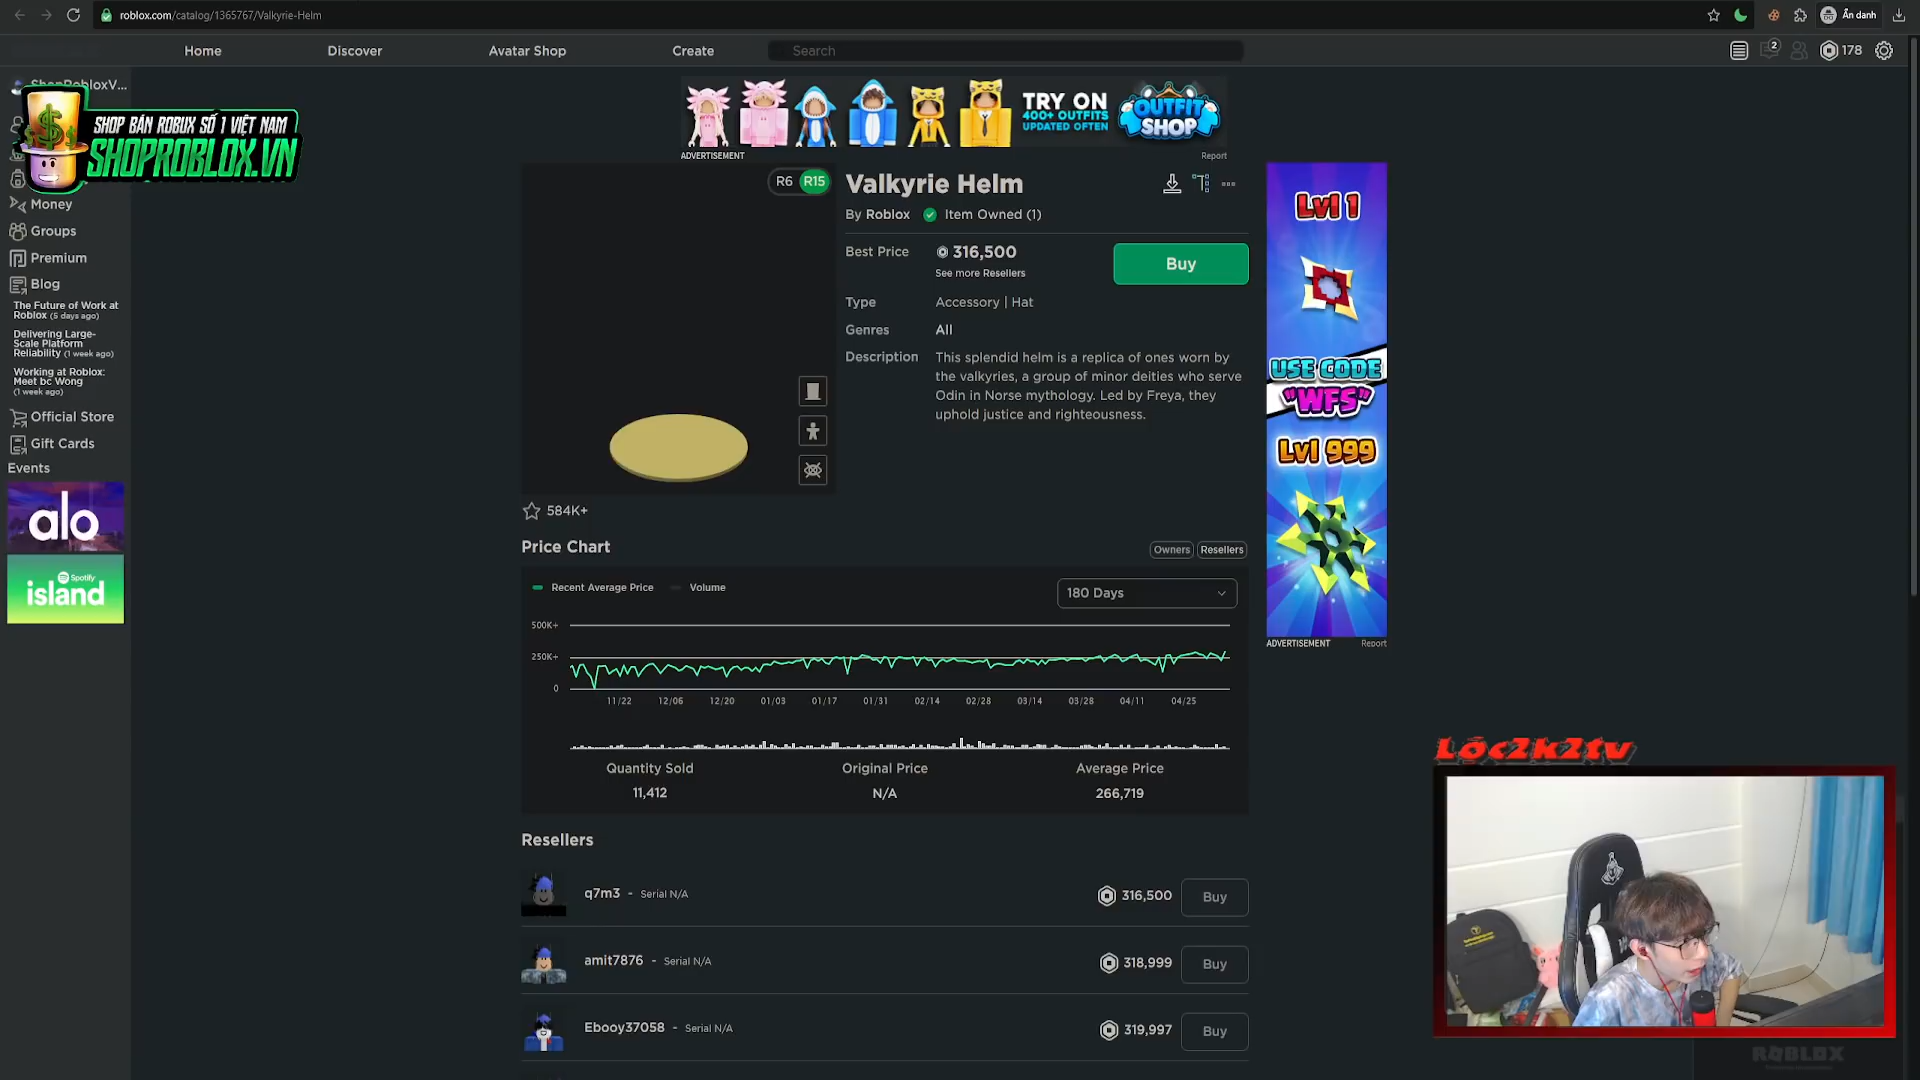 roblox.com/catalog/1365767/Valkyrie-Helm
Ẩn danh
Home
Discover
Avatar Shop
Create
Search
2
178
ShopRobloxV...
SHOP BÁN ROBUX SỐ 1 VIỆT NAM
SHOPROBLOX.VN
Money
Groups
Premium
Blog
The Future of Work at
Roblox (5 days ago)
Delivering Large-
Scale Platform
Reliability (1 week ago)
Working at Roblox:
Meet bc Wong
(1 week ago)
Official Store
Gift Cards
Events
alo
Spotify
island
TRY ON
400+ OUTFITS
UPDATED OFTEN
OUTFIT
SHOP
ADVERTISEMENT
Report
R6
R15
Valkyrie Helm
By Roblox
Item Owned (1)
Best Price
316,500
See more Resellers
Buy
Type
Accessory | Hat
Genres
All
Description
This splendid helm is a replica of ones worn by
the valkyries, a group of minor deities who serve
Odin in Norse mythology. Led by Freya, they
uphold justice and righteousness.
584K+
Price Chart
Owners
Resellers
Recent Average Price
Volume
180 Days
500K+
250K+
0
11/22
12/06
12/20
01/03
01/17
01/31
02/14
02/28
03/14
03/28
04/11
04/25
Quantity Sold
Original Price
Average Price
11,412
N/A
266,719
Resellers
q7m3 - Serial N/A
316,500
Buy
amit7876 - Serial N/A
318,999
Buy
Ebooy37058 - Serial N/A
319,997
Buy
Lvl 1
USE CODE
"WFS"
Lvl 999
ADVERTISEMENT
Report
Lôc2k2tv
ROBLOX